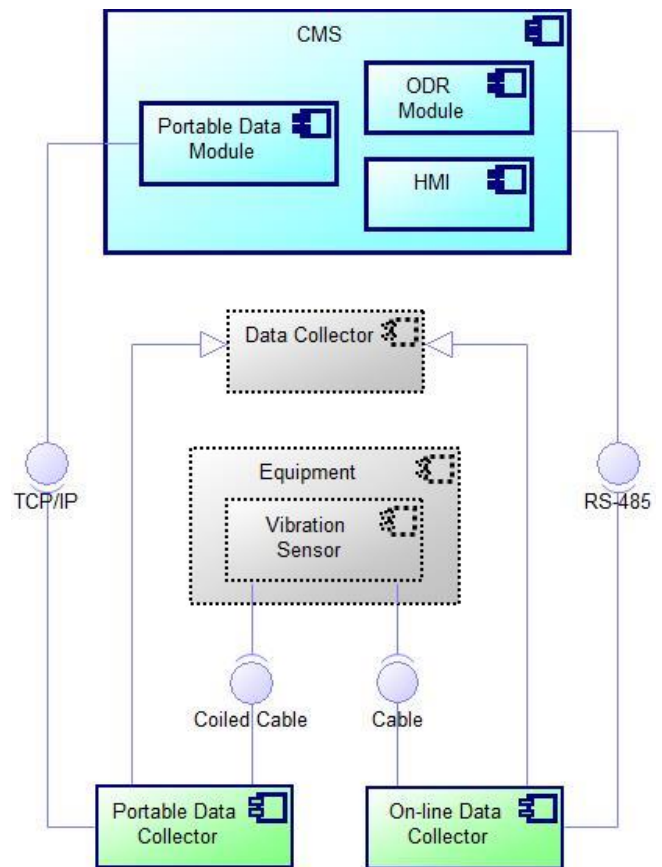 CMS
Portable Data
Module
ODR
Module
HMI
Data Collector
Equipment
Vibration
Sensor
TCP/IP
RS-485
Coiled Cable
Cable
Portable Data
Collector
On-line Data
Collector